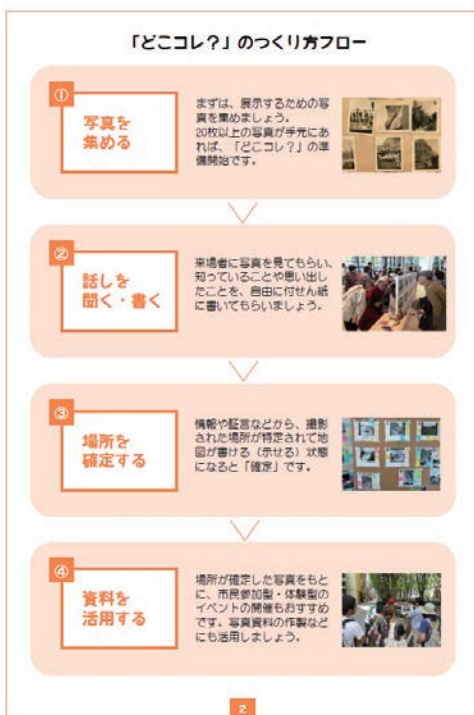 「どこコレ？」のつくり方フロー
①
写真を
集める
まずは、展示するための写
真を集めましょう。
20枚以上の写真が手元にあ
れば、「どこコレ？」の準
備開始です。
②
話しを
聞く・書く
来場者に写真を見てもらい、
知っていることや思い出し
たことを、自由に付せん紙
に書いてもらいましょう。
③
場所を
確定する
情報や証言などから、撮影
された場所が特定されて地
図が書ける（示せる）状態
になると「確定」です。
④
資料を
活用する
場所が確定した写真をもと
に、市民参加型・体験型の
イベントの開催もおすすめ
です。写真資料の作製など
にも活用しましょう。
2